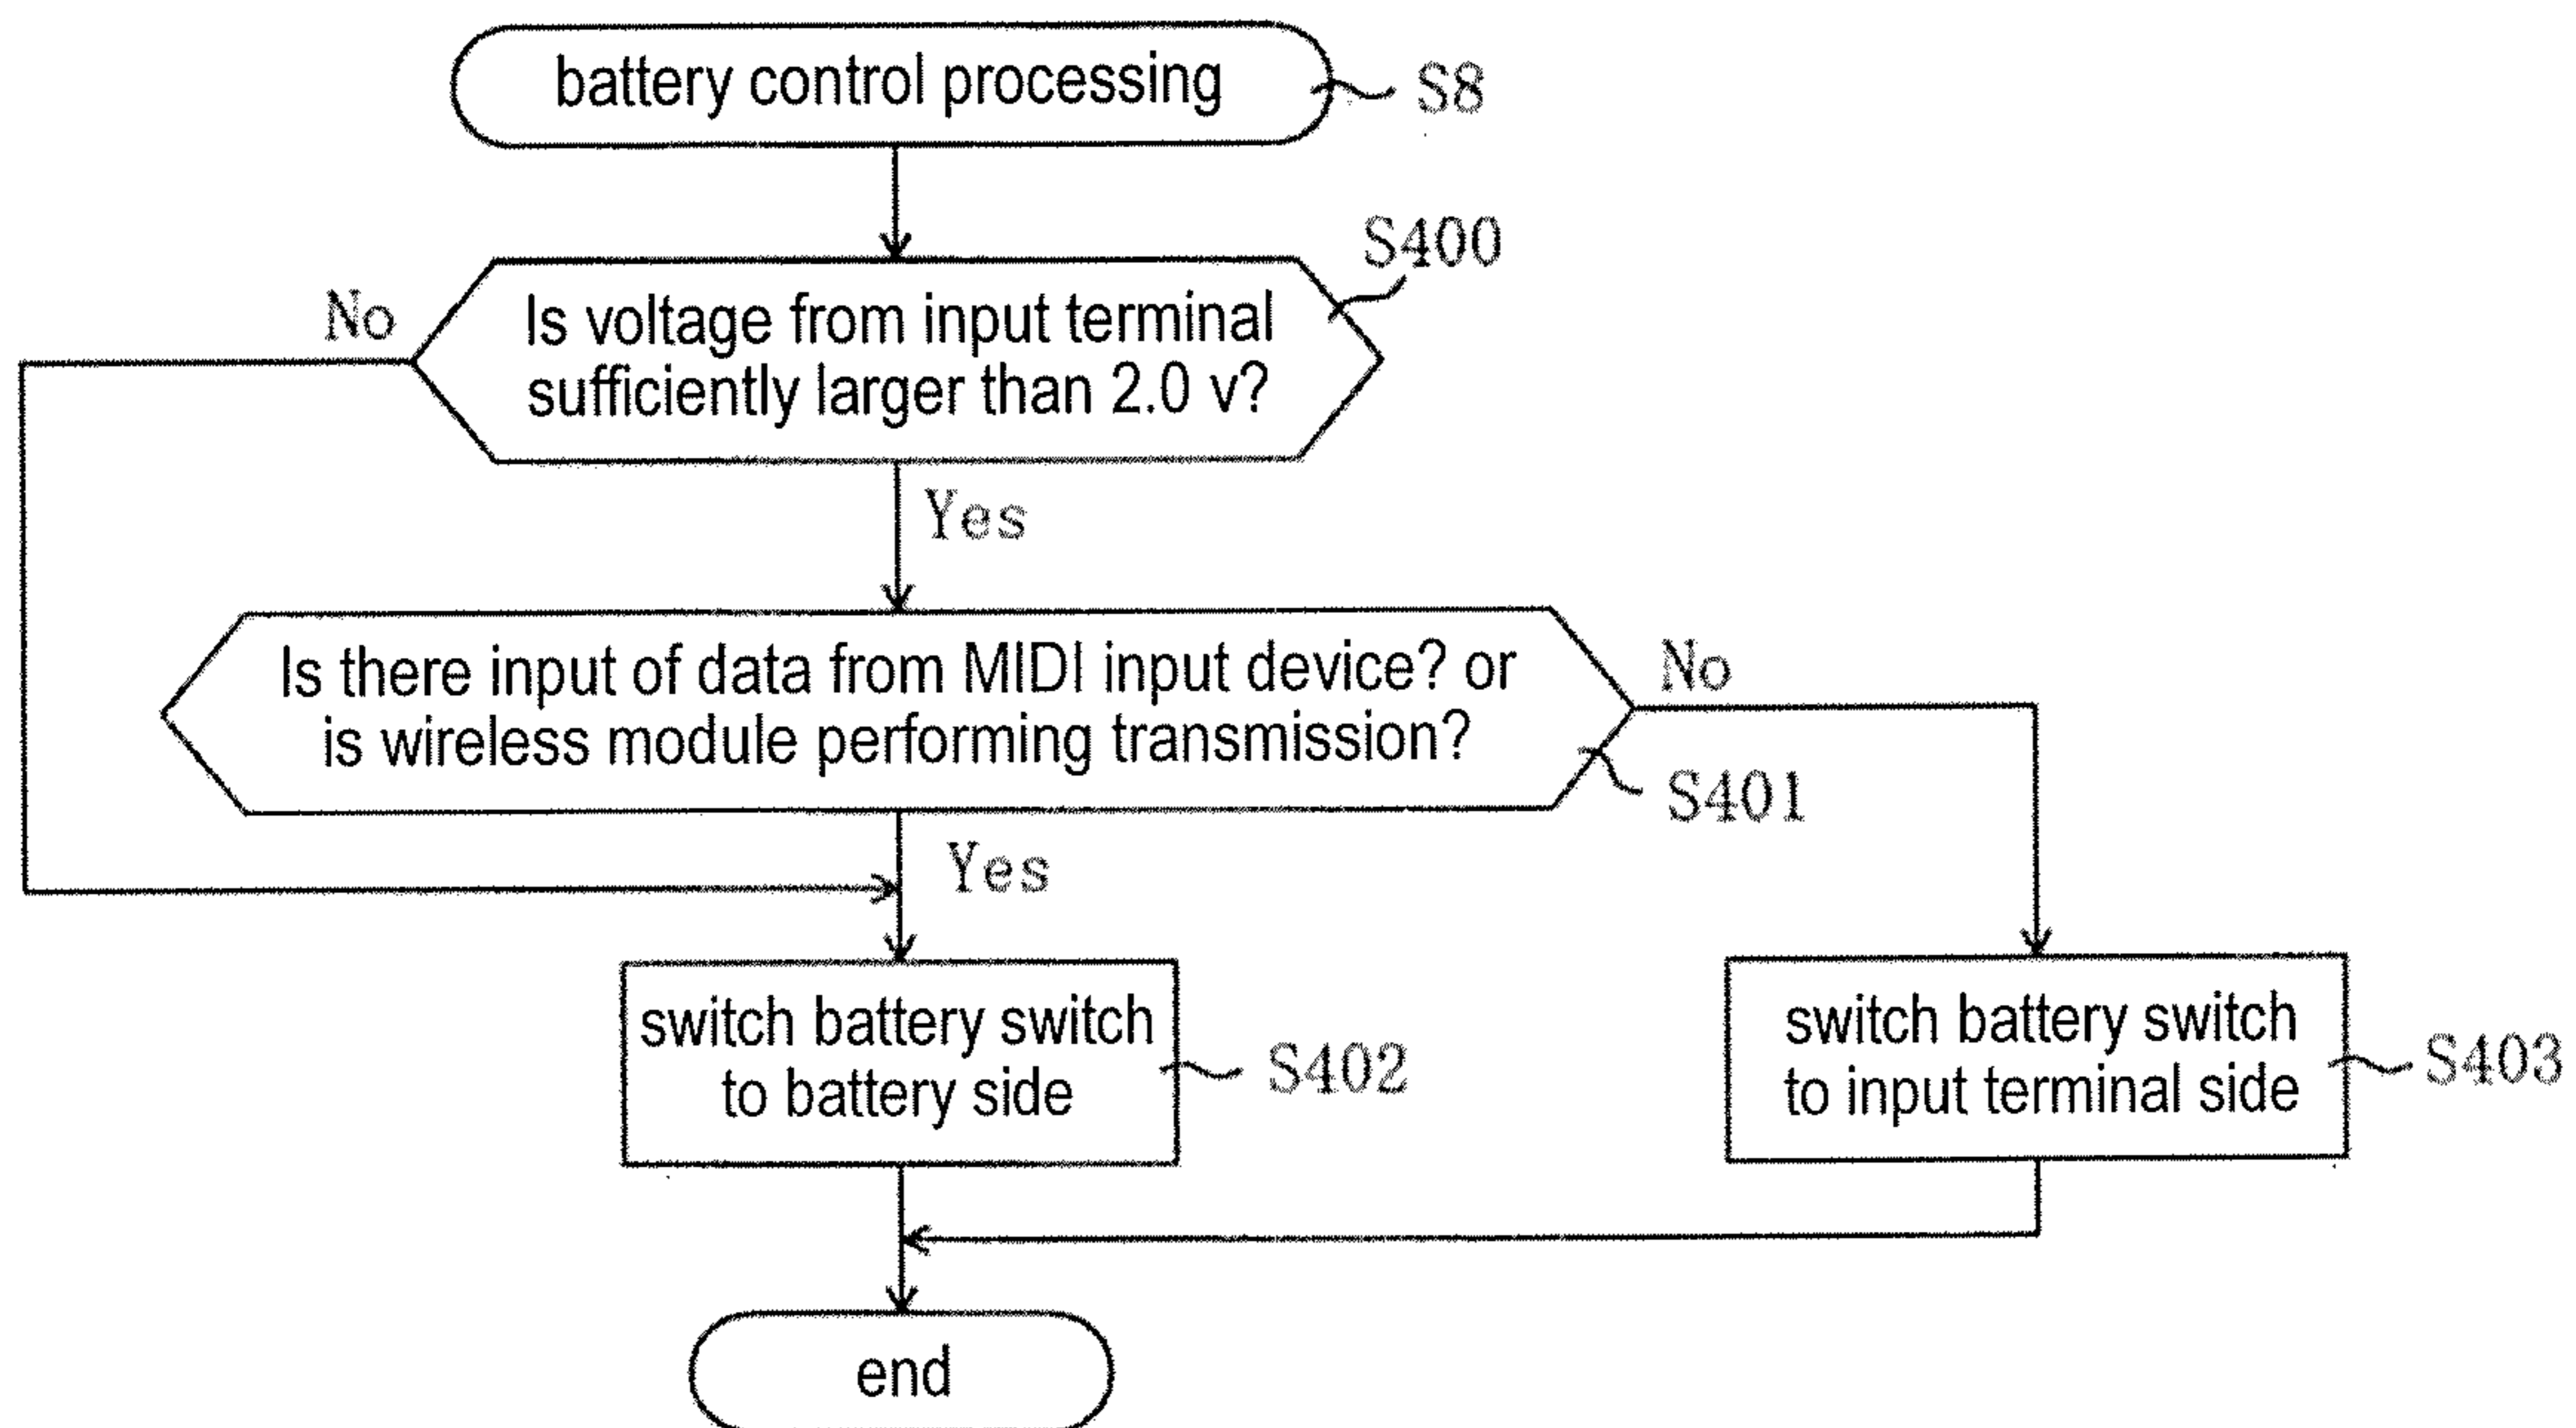 battery control processing
S8
S400
No
Is voltage from input terminal
sufficiently larger than 2.0 v?
Yes
Is there input of data from MIDI input device? or
is wireless module performing transmission?
No
S401
Yes
switch battery switch
to battery side
S402
switch battery switch
to input terminal side
S403
end